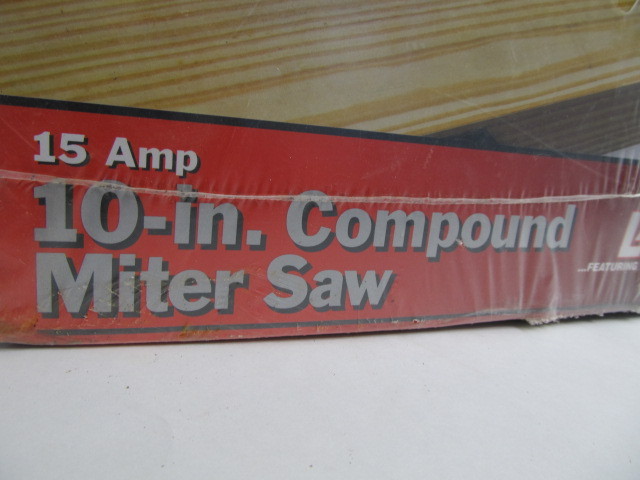 15 Amp
10-in. Compound
Miter Saw
...FEATURING